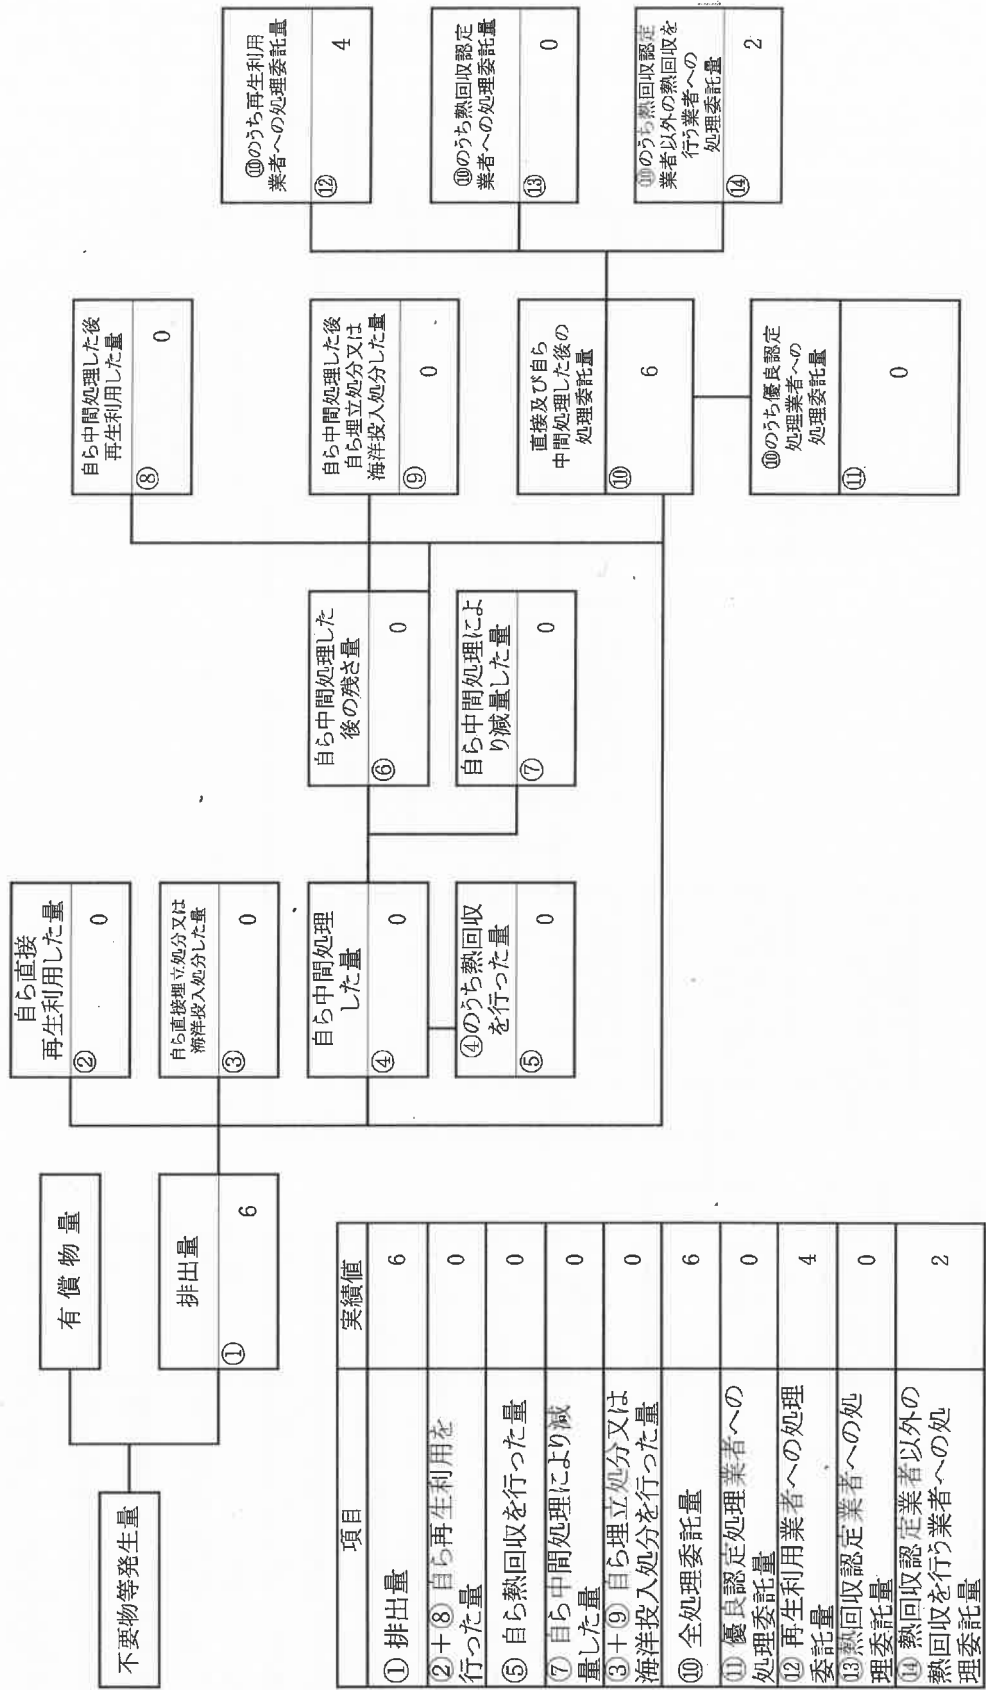 不要物等発生量
有償物量
排出量
①
6
自ら直接
再生利用した量
②
0
自ら直接埋立処分又は
海洋投入処分した量
③
0
自ら中間処理
した量
④
0
④のうち熱回収
を行った量
⑤
0
自ら中間処理した
後の残さ量
⑥
0
自ら中間処理によ
り減量した量
⑦
0
自ら中間処理した後
再生利用した量
⑧
0
自ら中間処理した後
自ら埋立処分又は
海洋投入処分した量
⑨
0
直接及び自ら
中間処理した後の
処理委託量
⑩
6
⑩のうち優良認定
処理業者への
処理委託量
⑪
0
⑩のうち再生利用
業者への処理委託量
⑫
4
⑩のうち熱回収認定
業者への処理委託量
⑬
0
⑩のうち熱回収認定
業者以外の熱回収を
行う業者への
処理委託量
⑭
2
項目 実績値
①排出量 6
②+⑧自ら再生利用を
行った量 0
⑤自ら熱回収を行った量 0
⑦自ら中間処理により減
量した量 0
③+⑨自ら埋立処分又は
海洋投入処分を行った量 0
⑩全処理委託量 6
⑪優良認定処理業者への
処理委託量 0
⑫再生利用業者への処理
委託量 4
⑬熱回収認定業者への処
理委託量 0
⑭熱回収認定業者以外の
熱回収を行う業者への処
理委託量 2